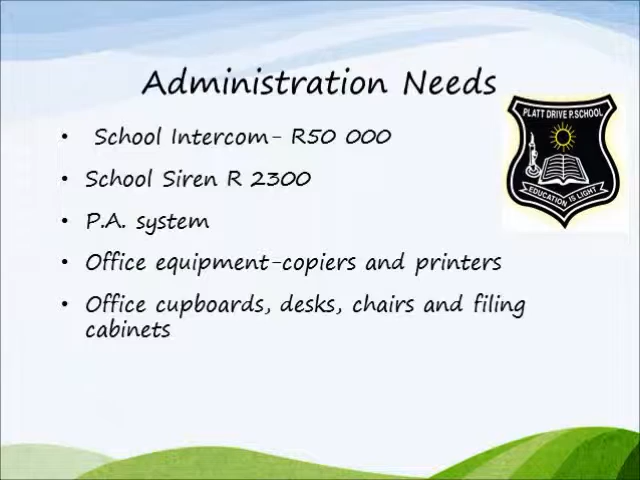 Administration Needs
PLATT DRIVE P.SCHOOL
• School Intercom- R50 000
• School Siren R 2300
• P.A. system
• Office equipment-copiers and printers
• Office cupboards, desks, chairs and filing
cabinets
EDUCATION IS LIGHT